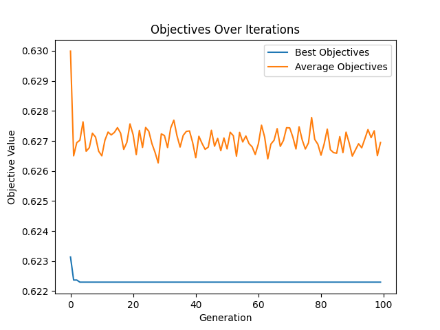 Objectives Over Iterations
Best Objectives
Average Objectives
0.630
0.629
0.628
0.627
0.626
0.625
0.624
0.623
0.622
Objective Value
0 20 40 60 80 100
Generation